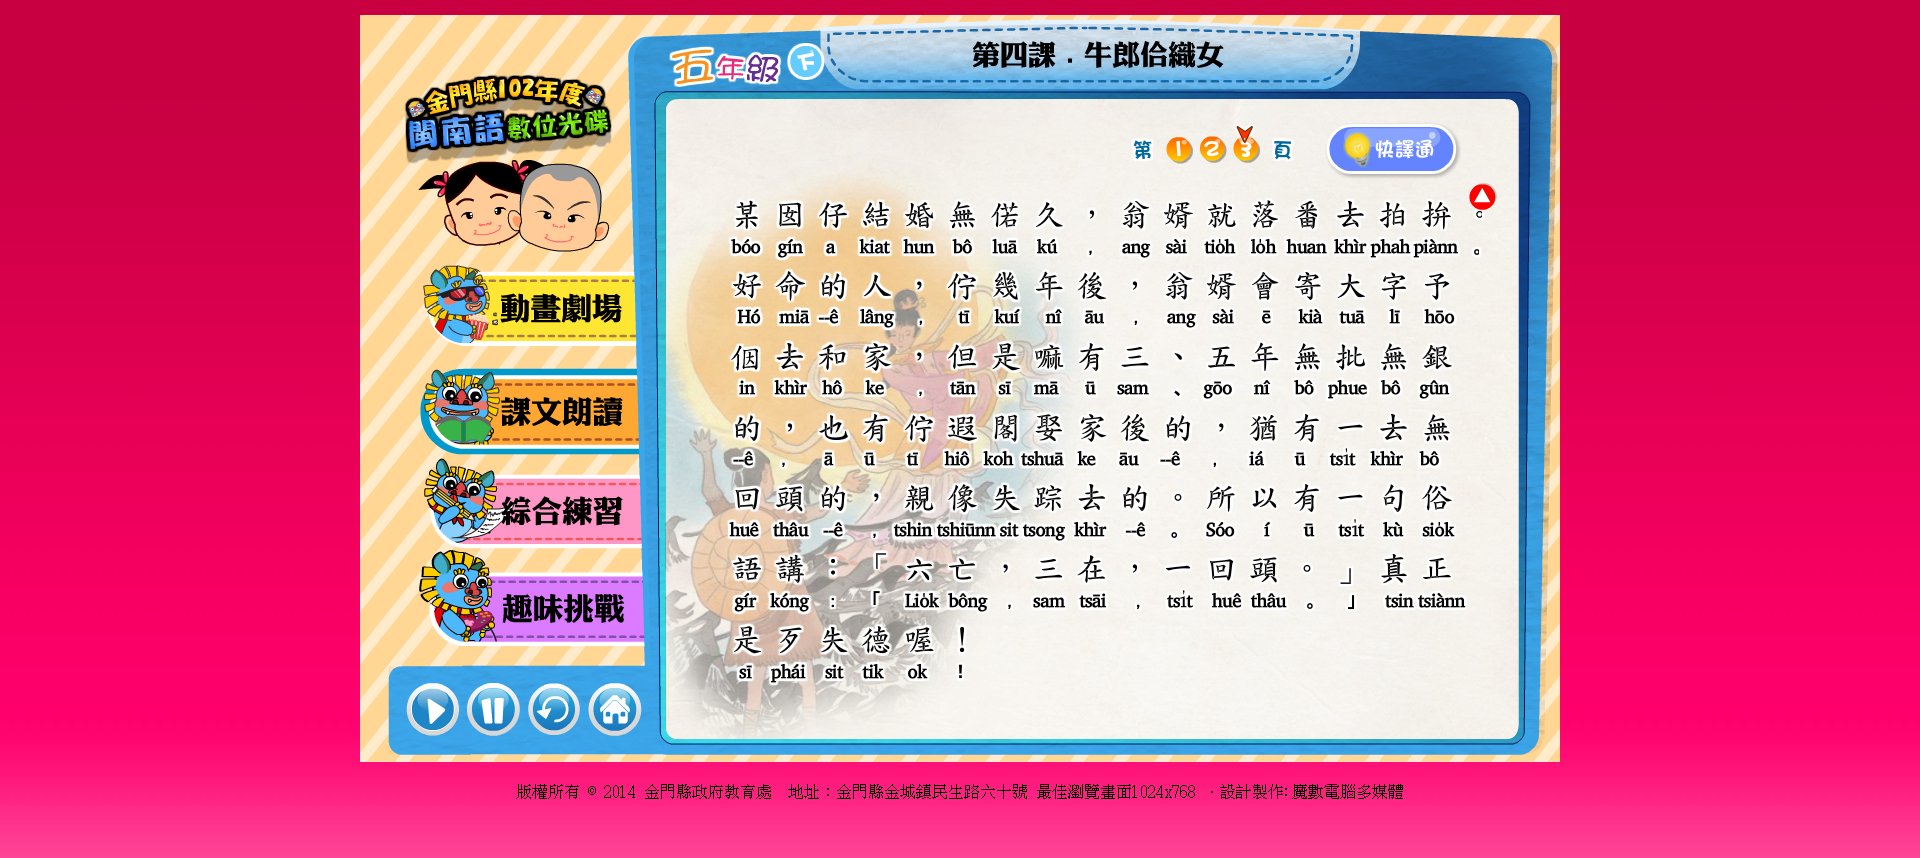 第四課．牛郎佮織女
五年級 下
金門縣102年度
閩南語數位光碟
第 1 2 3 頁
快譯通
動畫劇場
課文朗讀
綜合練習
趣味挑戰
某囡仔結婚無偌久，翁婿就落番去拍拚。
bóo gín a kiat hun bô luā kú , ang sài tio̍h lo̍h huan khìr phah piànn 。
好命的人，佇幾年後，翁婿會寄大字予
Hó miā --ê lâng , tī kuí nî āu , ang sài ē kià tuā lī hōo
𪜶去和家，但是嘛有三、五年無批無銀
in khìr hô ke , tān sī mā ū sam 、 gōo nî bô phue bô gûn
的，也有佇遐閣娶家後的，猶有一去無
--ê , ā ū tī hiô koh tshuā ke āu --ê , iá ū tsi̍t khìr bô
回頭的，親像失踪去的。所以有一句俗
huê thâu --ê , tshin tshiūnn sit tsong khìr --ê 。 Sóo í ū tsi̍t kù sio̍k
語講：「六亡，三在，一回頭。」真正
gír kóng : 「 Lio̍k bông , sam tsāi , tsi̍t huê thâu 。 」 tsin tsiànn
是歹失德喔！
sī phái sit tik ok !
版權所有 © 2014 金門縣政府教育處 地址：金門縣金城鎮民生路六十號 最佳瀏覽畫面1024x768 ．設計製作:魔數電腦多媒體